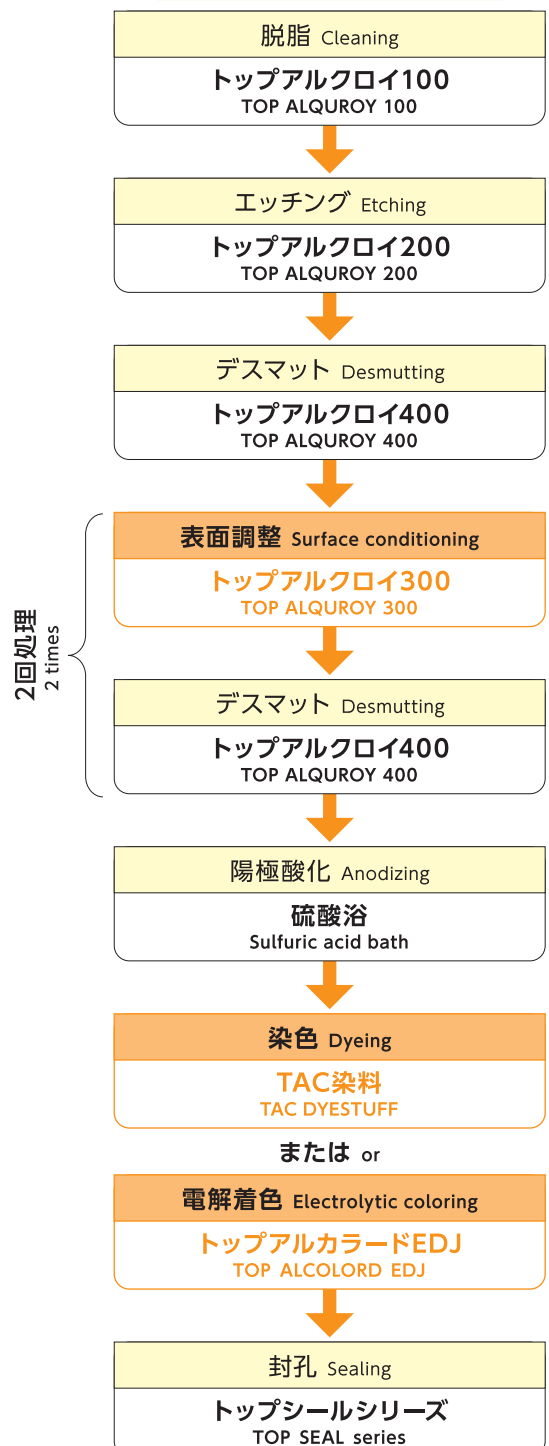 脱脂 Cleaning
トップアルクロイ100
TOP ALQUROY 100
エッチング Etching
トップアルクロイ200
TOP ALQUROY 200
デスマット Desmutting
トップアルクロイ400
TOP ALQUROY 400
2回処理
2 times
表面調整 Surface conditioning
トップアルクロイ300
TOP ALQUROY 300
デスマット Desmutting
トップアルクロイ400
TOP ALQUROY 400
陽極酸化 Anodizing
硫酸浴
Sulfuric acid bath
染色 Dyeing
TAC染料
TAC DYESTUFF
または or
電解着色 Electrolytic coloring
トップアルカラードEDJ
TOP ALCOLORD EDJ
封孔 Sealing
トップシールシリーズ
TOP SEAL series